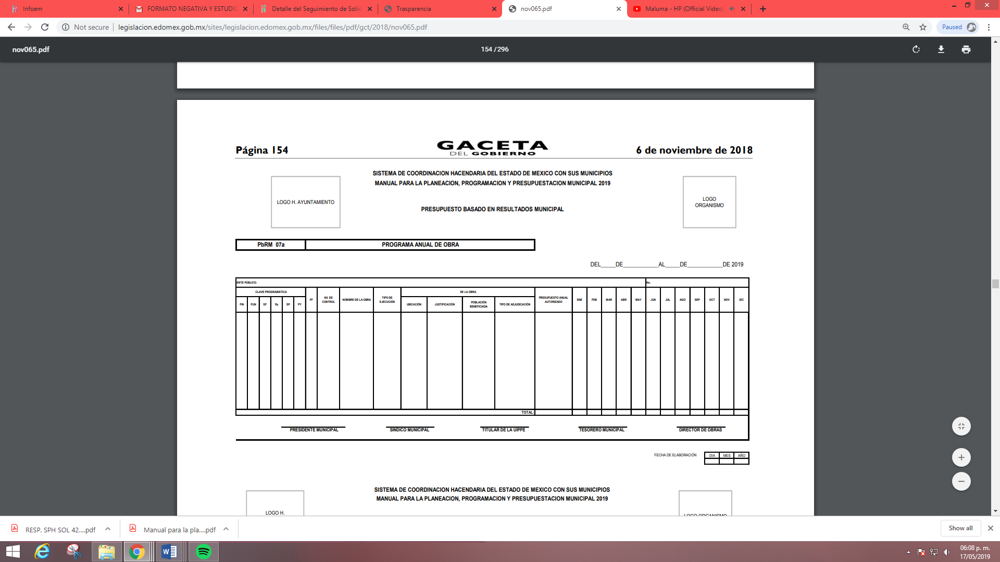 Infoem
FORMATO NEGATIVA Y ESTUDIO
Detalle del Seguimiento de Solic
Trasparencia
nov065.pdf
Maluma - HP (Official Video)
Not secure
legislacion.edomex.gob.mx/sites/legislacion.edomex.gob.mx/files/files/pdf/gct/2018/nov065.pdf
Paused
nov065.pdf
154 / 296
Página 154
GACETA
DEL GOBIERNO
6 de noviembre de 2018
SISTEMA DE COORDINACION HACENDARIA DEL ESTADO DE MEXICO CON SUS MUNICIPIOS
MANUAL PARA LA PLANEACION, PROGRAMACION Y PRESUPUESTACION MUNICIPAL 2019
LOGO H. AYUNTAMIENTO
LOGO
ORGANISMO
PRESUPUESTO BASADO EN RESULTADOS MUNICIPAL
PbRM 07a
PROGRAMA ANUAL DE OBRA
DEL_____DE____________AL_____DE____________DE 2019
ENTE PÚBLICO:
No.
CLAVE PROGRAMÁTICA
FIN FUN SF Pp SP PY
FF
N0. DE
CONTROL
NOMBRE DE LA OBRA
TIPO DE
EJECUCIÓN
DE LA OBRA
UBICACIÓN
JUSTIFICACIÓN
POBLACIÓN
BENEFICIADA
TIPO DE ADJUDICACIÓN
PRESUPUESTO ANUAL
AUTORIZADO
ENE FEB MAR ABR MAY JUN JUL AGO SEP OCT NOV DIC
TOTAL:
PRESIDENTE MUNICIPAL
SINDICO MUNICIPAL
TITULAR DE LA UIPPE
TESORERO MUNICIPAL
DIRECTOR DE OBRAS
FECHA DE ELABORACIÓN
DIA MES AÑO
SISTEMA DE COORDINACION HACENDARIA DEL ESTADO DE MEXICO CON SUS MUNICIPIOS
MANUAL PARA LA PLANEACION, PROGRAMACION Y PRESUPUESTACION MUNICIPAL 2019
LOGO H.
LOGO ORGANISMO
RESP. SPH SOL 42....pdf
Manual para la pla....pdf
Show all
06:08 p. m.
17/05/2019